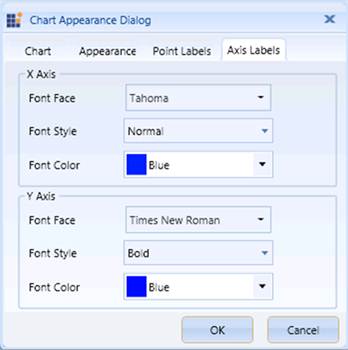 Chart Appearance Dialog
Chart Appearance Point Labels Axis Labels
X Axis
Font Face Tahoma
Font Style Normal
Font Color Blue
Y Axis
Font Face Times New Roman
Font Style Bold
Font Color Blue
OK Cancel